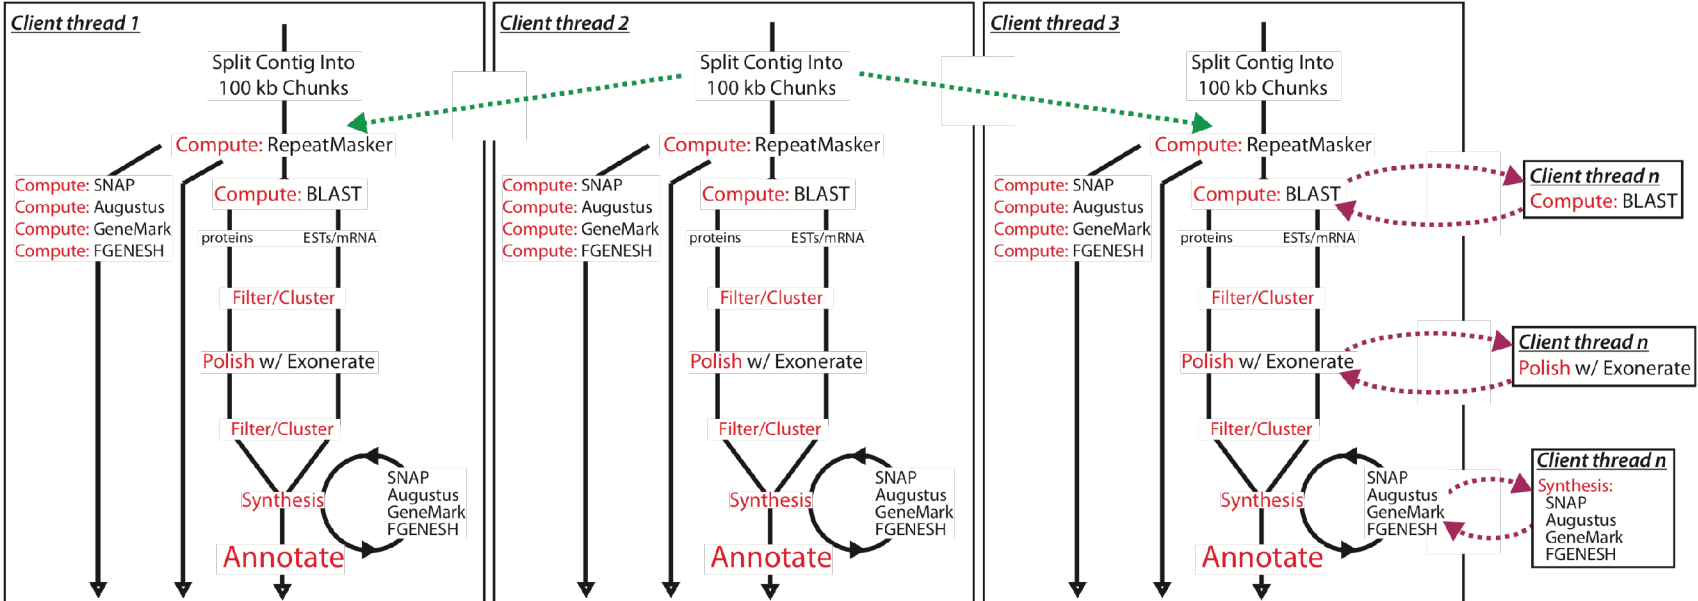 Client thread 1
Split Contig Into
100 kb Chunks
Compute: RepeatMasker
Compute: SNAP
Compute: Augustus
Compute: GeneMark
Compute: FGENESH
Compute: BLAST
proteins
ESTs/mRNA
Filter/Cluster
Polish w/ Exonerate
Filter/Cluster
Synthesis
SNAP
Augustus
GeneMark
FGENESH
Annotate
Client thread 2
Split Contig Into
100 kb Chunks
Compute: RepeatMasker
Compute: SNAP
Compute: Augustus
Compute: GeneMark
Compute: FGENESH
Compute: BLAST
proteins
ESTs/mRNA
Filter/Cluster
Polish w/ Exonerate
Filter/Cluster
Synthesis
SNAP
Augustus
GeneMark
FGENESH
Annotate
Client thread 3
Split Contig Into
100 kb Chunks
Compute: RepeatMasker
Compute: SNAP
Compute: Augustus
Compute: GeneMark
Compute: FGENESH
Compute: BLAST
proteins
ESTs/mRNA
Filter/Cluster
Polish w/ Exonerate
Filter/Cluster
Synthesis
SNAP
Augustus
GeneMark
FGENESH
Annotate
Client thread n
Compute: BLAST
Client thread n
Polish w/ Exonerate
Client thread n
Synthesis:
SNAP
Augustus
GeneMark
FGENESH